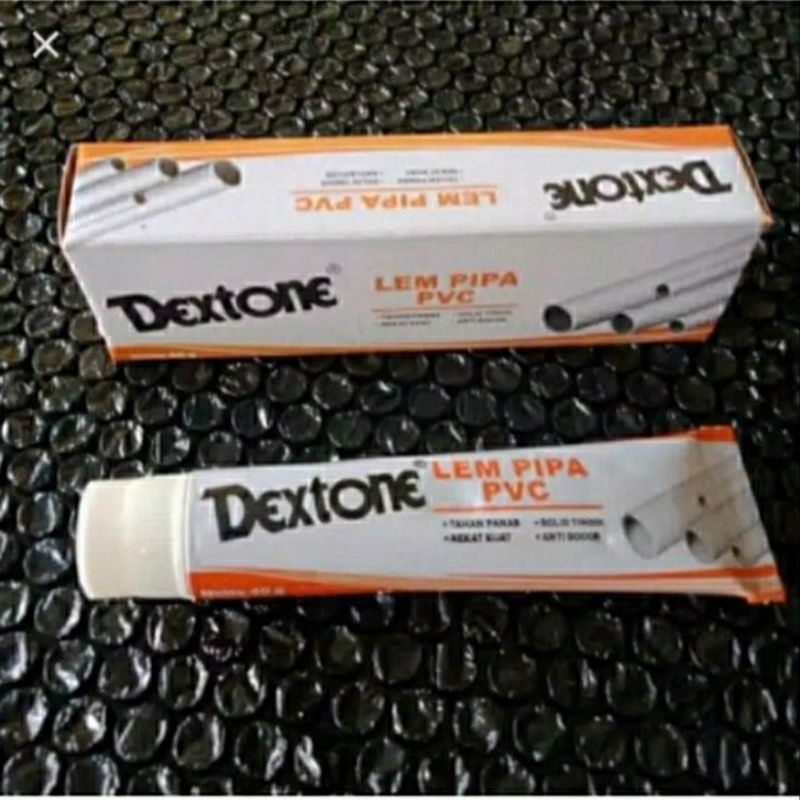 Dextone®
LEM PIPA PVC
Dextone®
LEM PIPA
PVC
Dextone®
LEM PIPA
PVC
• TAHAN PANAS • SOLID TINGGI
• REKAT KUAT • ANTI BOCOR